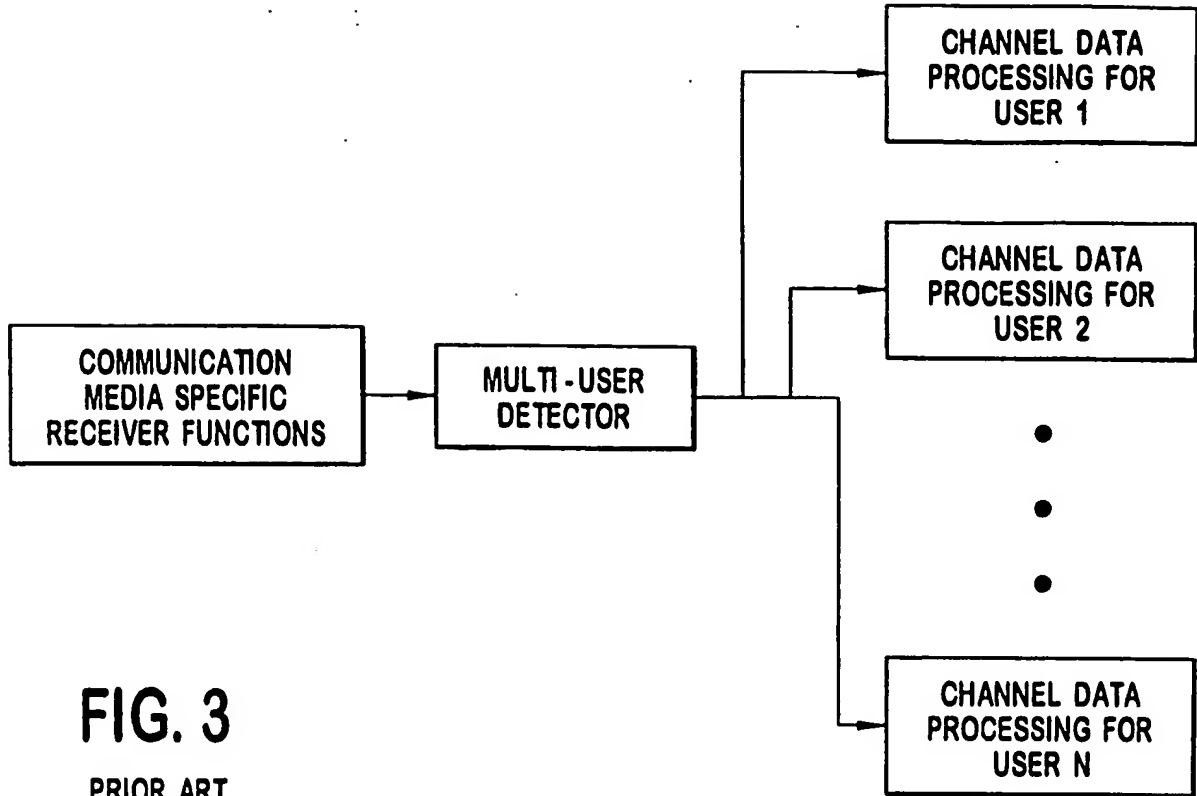 CHANNEL DATA
PROCESSING FOR
USER 1
CHANNEL DATA
PROCESSING FOR
USER 2
COMMUNICATION
MEDIA SPECIFIC
RECEIVER FUNCTIONS
MULTI-USER
DETECTOR
CHANNEL DATA
PROCESSING FOR
USER N
FIG. 3
PRIOR ART